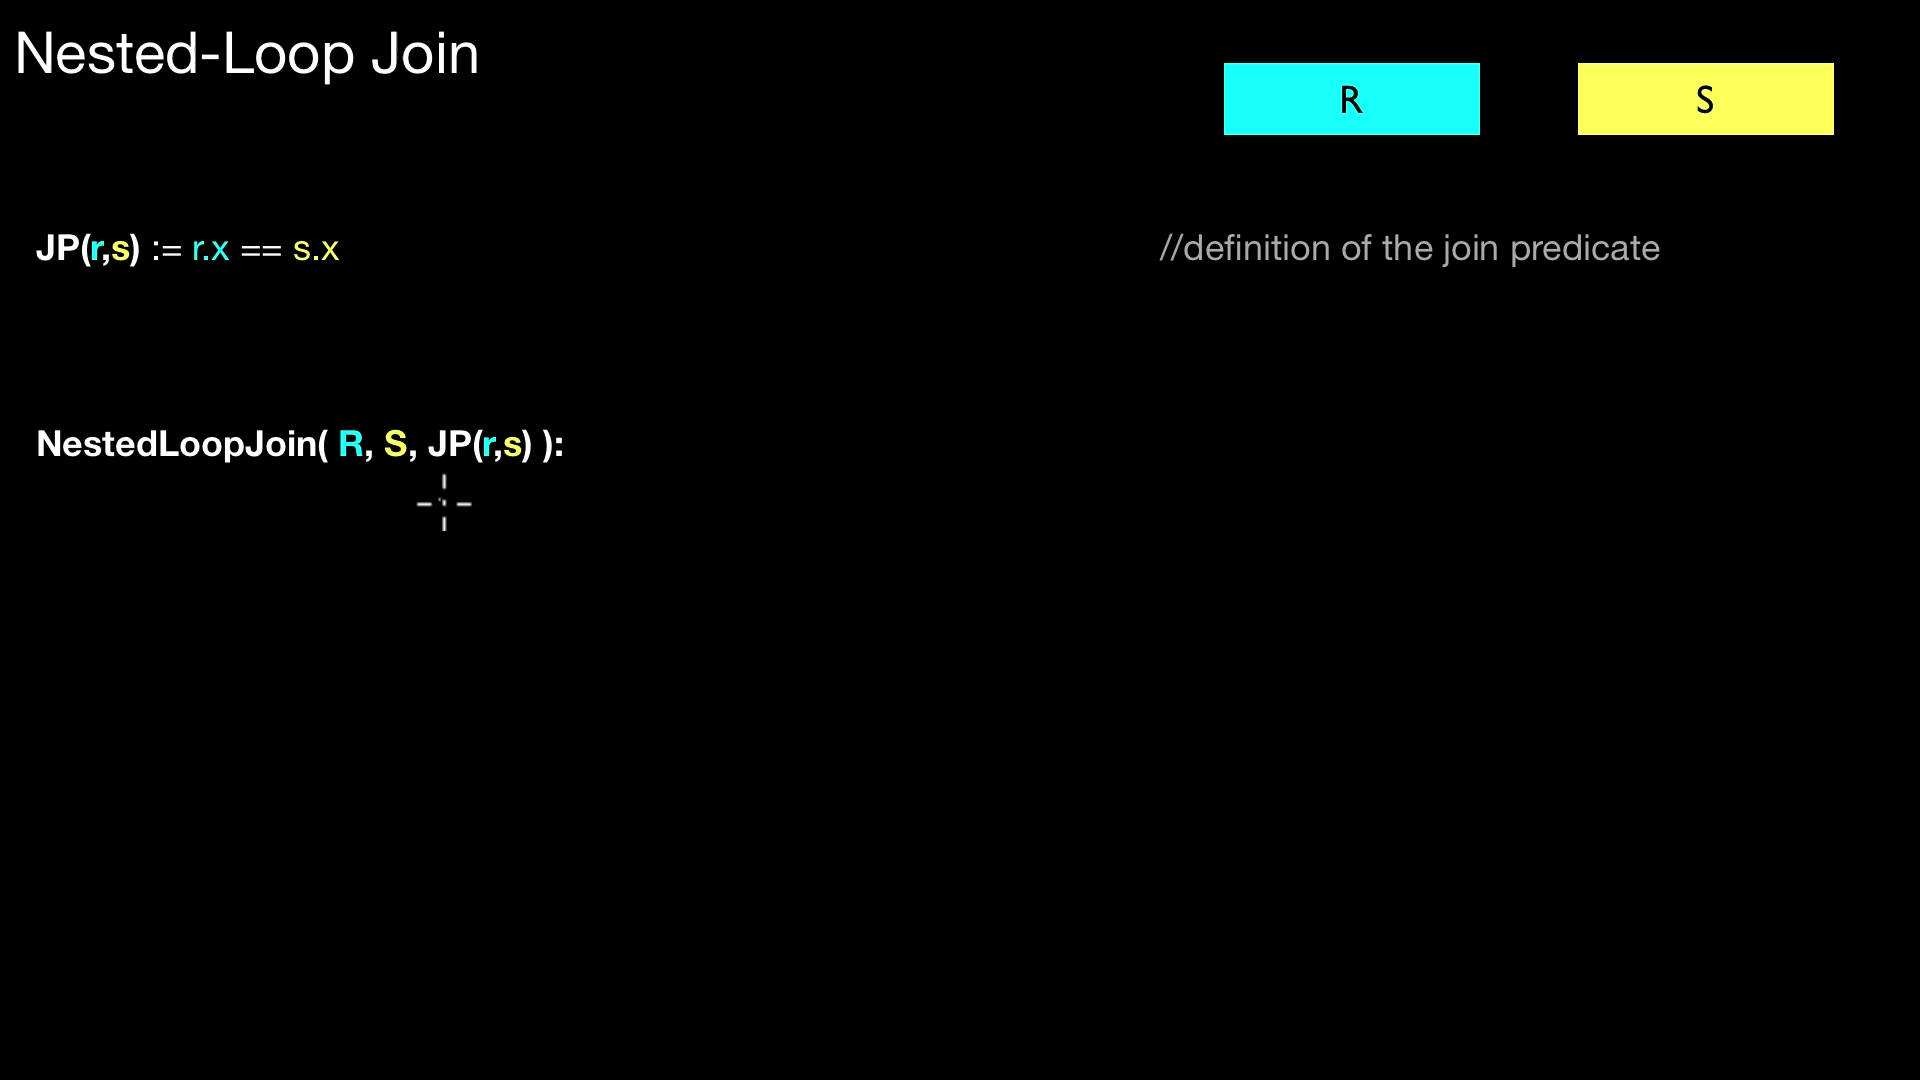 Nested-Loop Join
R
S
JP(r,s) := r.x == s.x
//definition of the join predicate
NestedLoopJoin( R, S, JP(r,s) ):